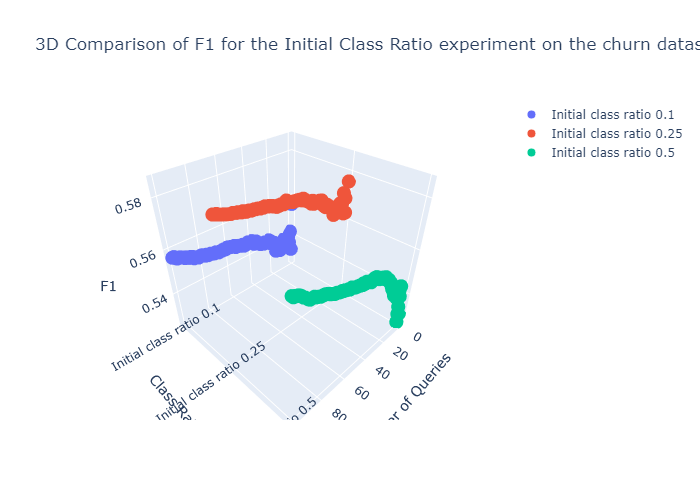 3D Comparison of F1 for the Initial Class Ratio experiment on the churn
Initial class ratio 0.1
Initial class ratio 0.25
Initial class ratio 0.5
0.58
0.56
0.54
F1
Initial class ratio 0.1
Initial class ratio 0.25
0.5
Class
0
20
40
60
80
of Queries